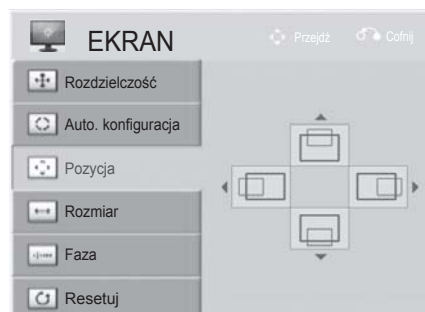 EKRAN
Przejdź
Cofnij
Rozdzielczość
Auto. konfiguracja
Pozycja
Rozmiar
Faza
Resetuj